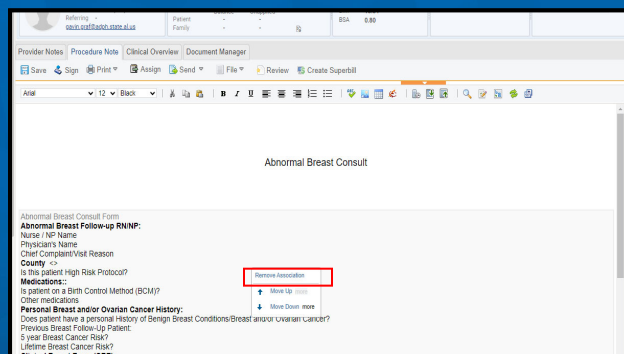 Referring -
gavin.graf@adph.state.al.us
Patient - -
Family - -
BSA 0.80
Provider Notes Procedure Note Clinical Overview Document Manager
Save Sign Print Assign Send File Review Create Superbill
Arial 12 Black B I U
Abnormal Breast Consult
Abnormal Breast Consult Form
Abnormal Breast Follow-up RN/NP:
Nurse / NP Name
Physician's Name
Chief Complaint/Visit Reason
County <>
Is this patient High Risk Protocol?
Remove Association
Medications::
Is patient on a Birth Control Method (BCM)?
Move Up more
Other medications
Personal Breast and/or Ovarian Cancer History:
Move Down more
Does patient have a personal History of Benign Breast Conditions/Breast and/or Ovarian Cancer?
Previous Breast Follow-Up Patient:
5 year Breast Cancer Risk?
Lifetime Breast Cancer Risk?